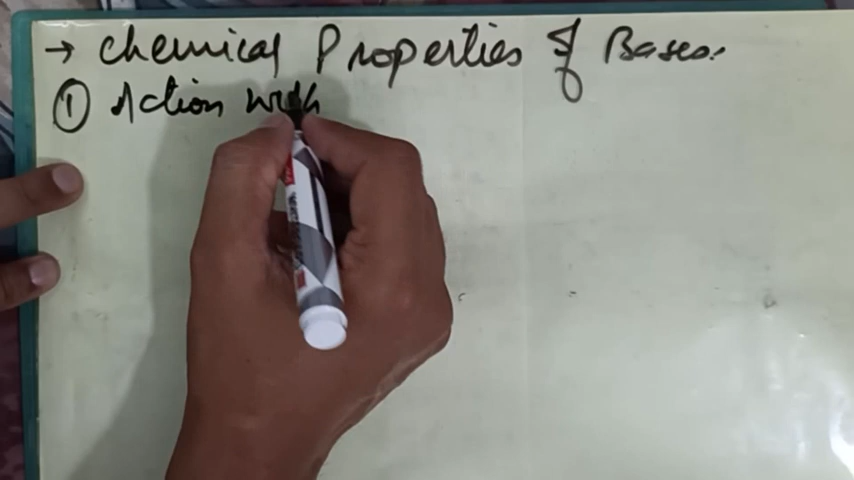 → Chemical Properties of Bases.
① Action with